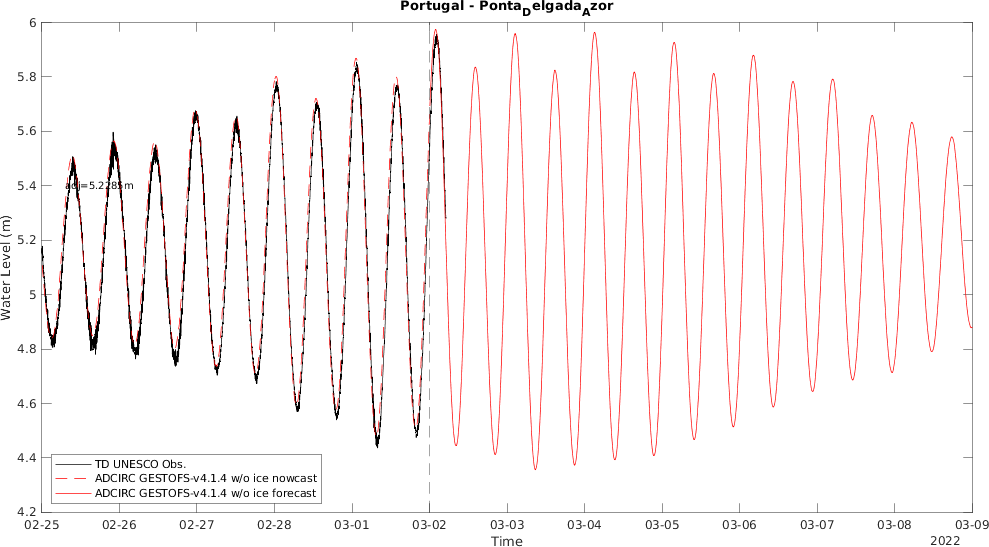 Portugal - PontaDelgadaAzor
6
5.8
5.6
5.4
5.2
5
4.8
4.6
4.4
4.2
Water Level (m)
adj=5.2285m
TD UNESCO Obs.
ADCIRC GESTOFS-v4.1.4 w/o ice nowcast
ADCIRC GESTOFS-v4.1.4 w/o ice forecast
02-25 02-26 02-27 02-28 03-01 03-02 03-03 03-04 03-05 03-06 03-07 03-08 03-09
Time
2022